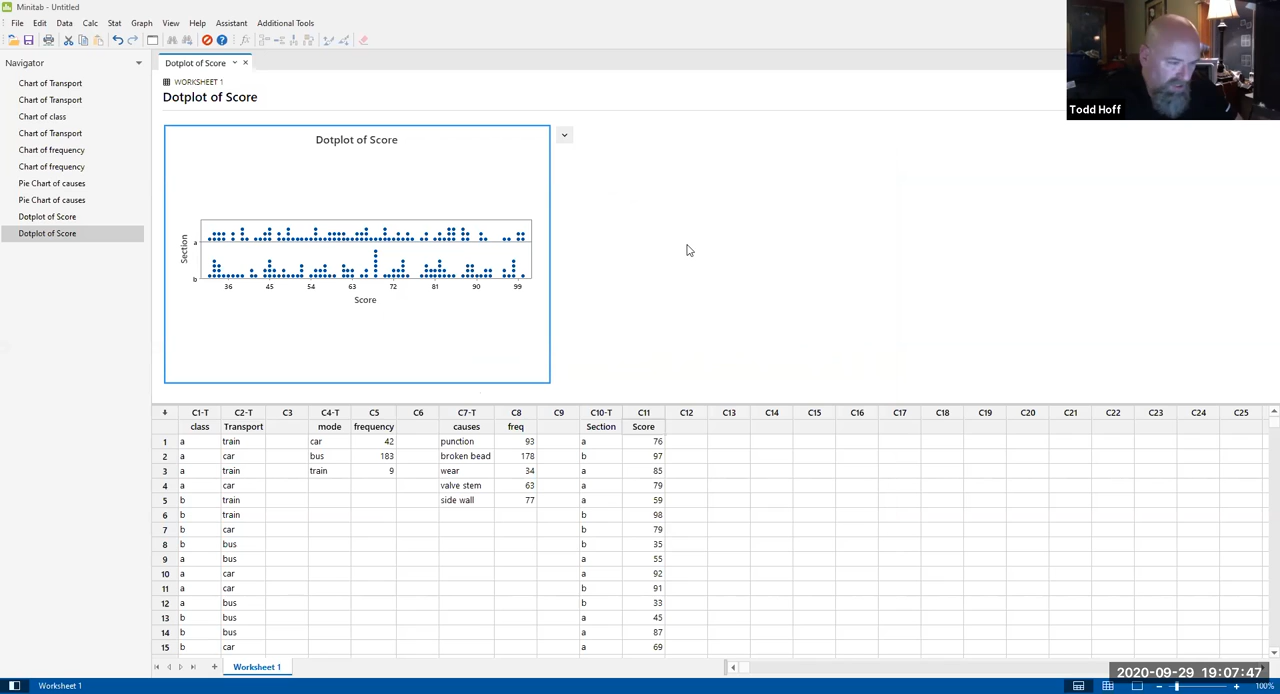 Minitab - Untitled
File Edit Data Calc Stat Graph View Help Assistant Additional Tools
Navigator
Chart of Transport
Chart of Transport
Chart of class
Chart of Transport
Chart of frequency
Chart of frequency
Pie Chart of causes
Pie Chart of causes
Dotplot of Score
Dotplot of Score
Dotplot of Score
WORKSHEET 1
Dotplot of Score
Dotplot of Score
Section
a
b
36 45 54 63 72 81 90 99
Score
Todd Hoff
C1-T C2-T C3 C4-T C5 C6 C7-T C8 C9 C10-T C11 C12 C13 C14 C15 C16 C17 C18 C19 C20 C21 C22 C23 C24 C25
class Transport mode frequency causes freq Section Score
1 a train car 42 punction 93 a 76
2 a car bus 183 broken bead 178 b 97
3 a train train 9 wear 34 a 85
4 a car valve stem 63 a 79
5 b train side wall 77 a 59
6 b train b 98
7 b car b 79
8 b bus b 35
9 a bus a 55
10 a car a 92
11 a car b 91
12 a bus b 33
13 b bus a 45
14 b bus a 87
15 b car a 69
Worksheet 1
2020-09-29 19:07:47
Worksheet 1
100%